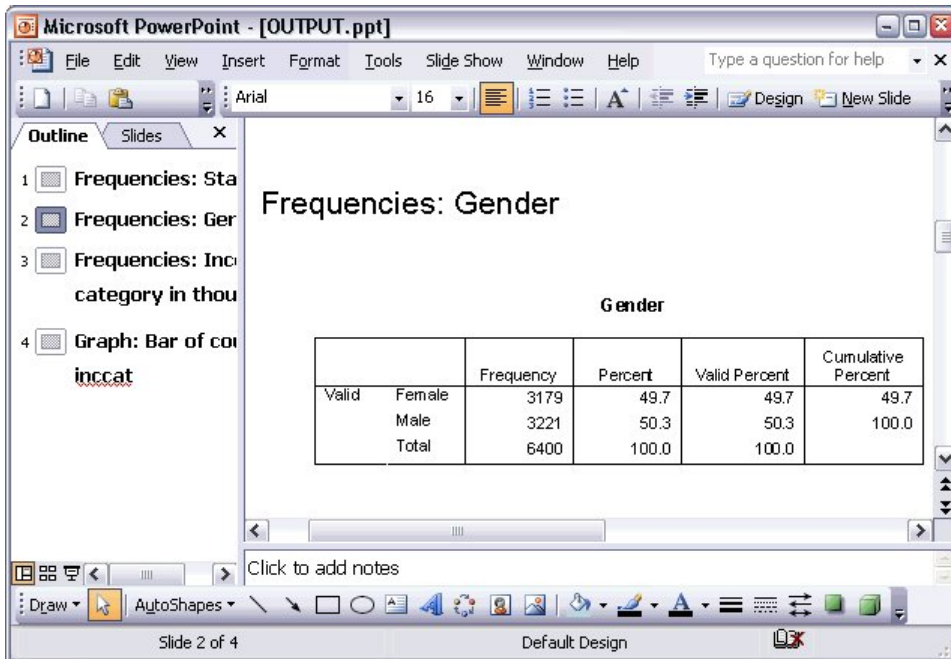 Microsoft PowerPoint - [OUTPUT.ppt]
File Edit View Insert Format Tools Slide Show Window Help Type a question for help
Arial 16 Design New Slide
Outline Slides
1 Frequencies: Sta
2 Frequencies: Ger
3 Frequencies: Inc
category in thou
4 Graph: Bar of cou
inccat
Frequencies: Gender
Gender
Frequency Percent Valid Percent Cumulative Percent
Valid Female 3179 49.7 49.7 49.7
Male 3221 50.3 50.3 100.0
Total 6400 100.0 100.0
Click to add notes
Draw AutoShapes
Slide 2 of 4 Default Design